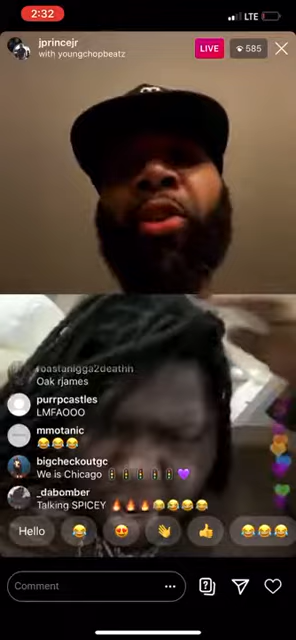 2:32
LTE
jprincejr
with youngchopbeatz
LIVE
585
Oak rjames
purrpcastles
LMFAOOO
mmotanic
bigcheckoutgc
We is Chicago
_dabomber
Talking SPICEY
Hello
Comment